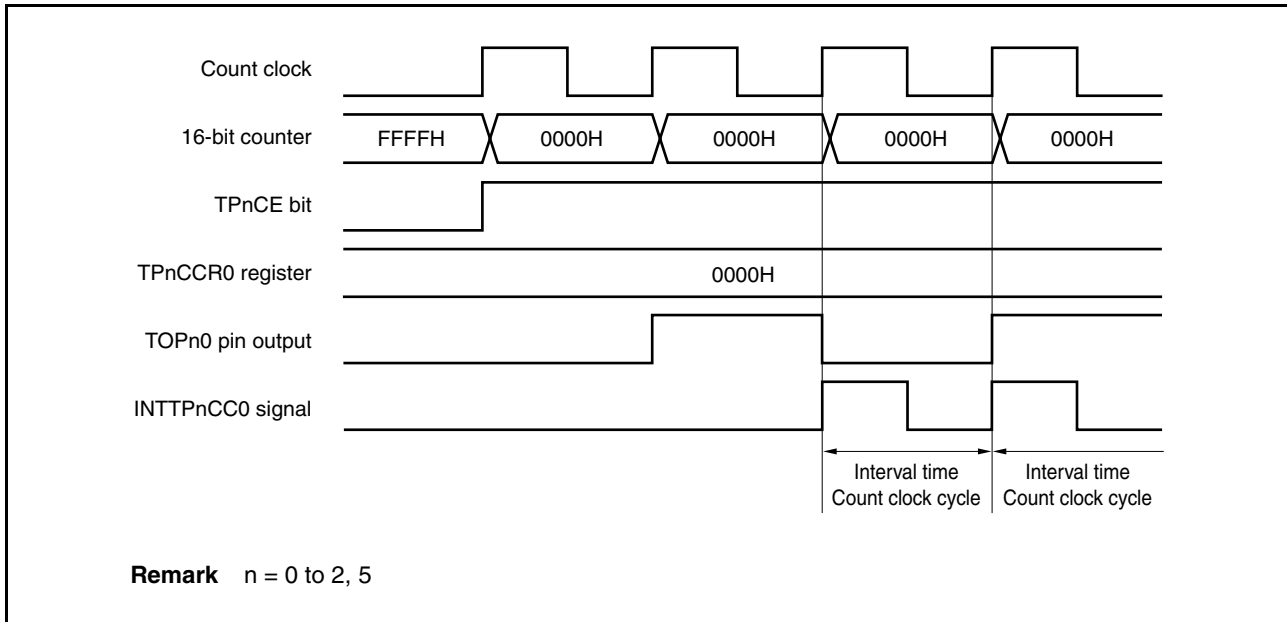 Count clock
16-bit counter FFFFH 0000H 0000H 0000H 0000H
TPnCE bit
TPnCCR0 register 0000H
TOPn0 pin output
INTTPnCC0 signal
Interval time Interval time
Count clock cycle Count clock cycle
Remark n = 0 to 2, 5